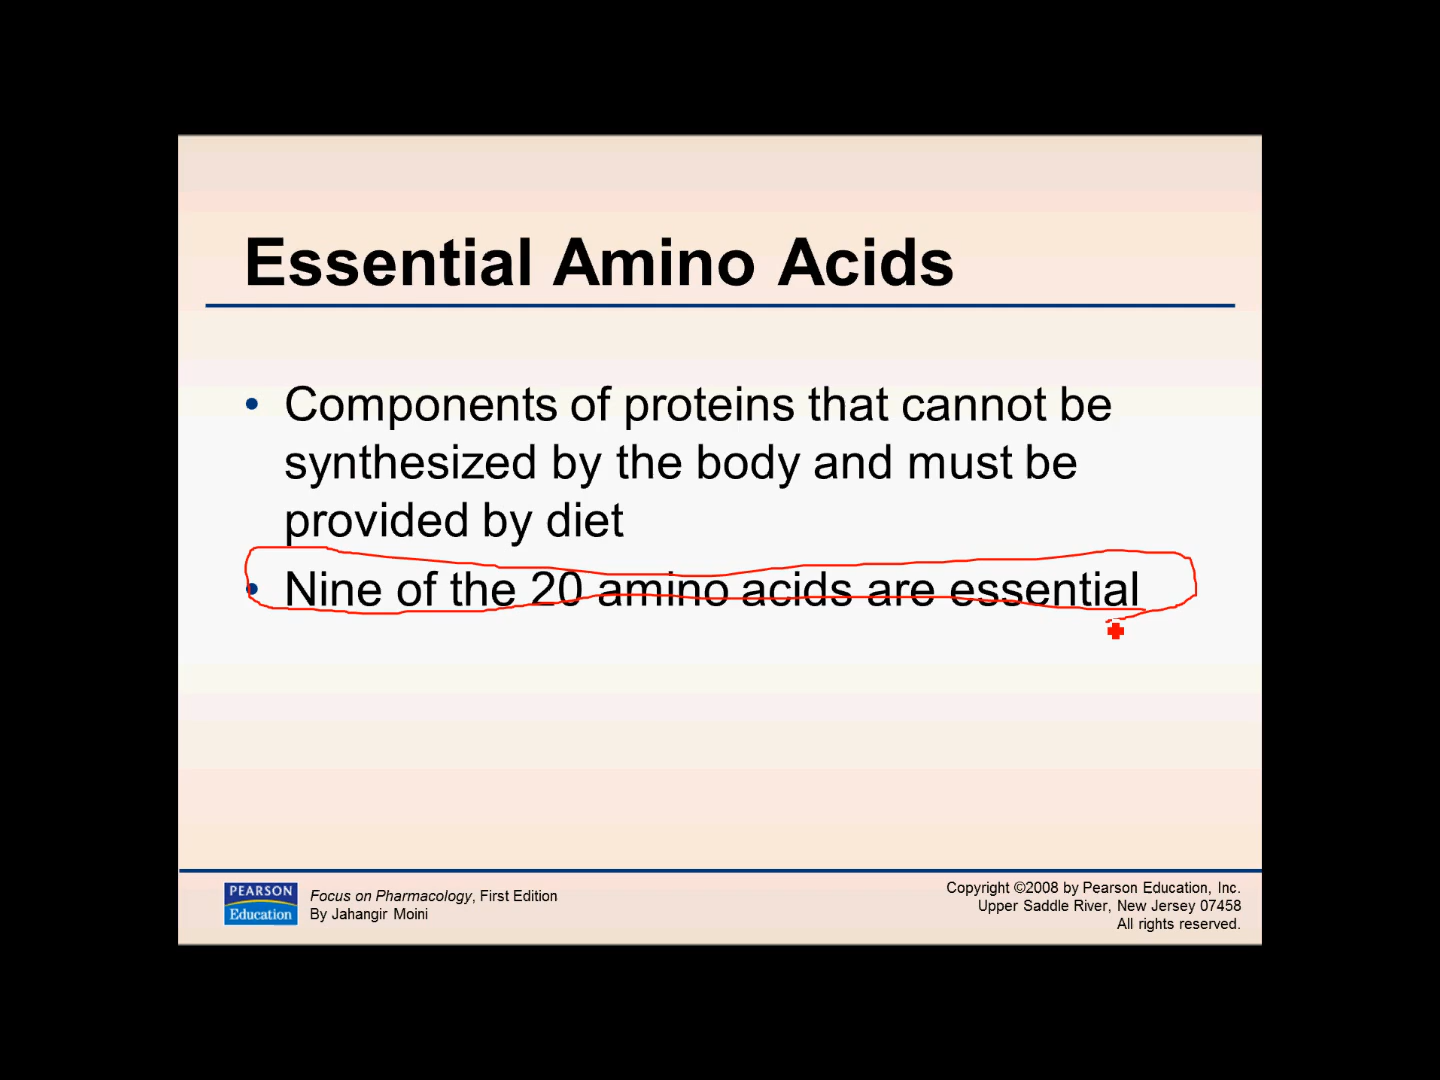 Essential Amino Acids
• Components of proteins that cannot be
synthesized by the body and must be
provided by diet
• Nine of the 20 amino acids are essential
PEARSON
Education
Focus on Pharmacology, First Edition
By Jahangir Moini
Copyright ©2008 by Pearson Education, Inc.
Upper Saddle River, New Jersey 07458
All rights reserved.